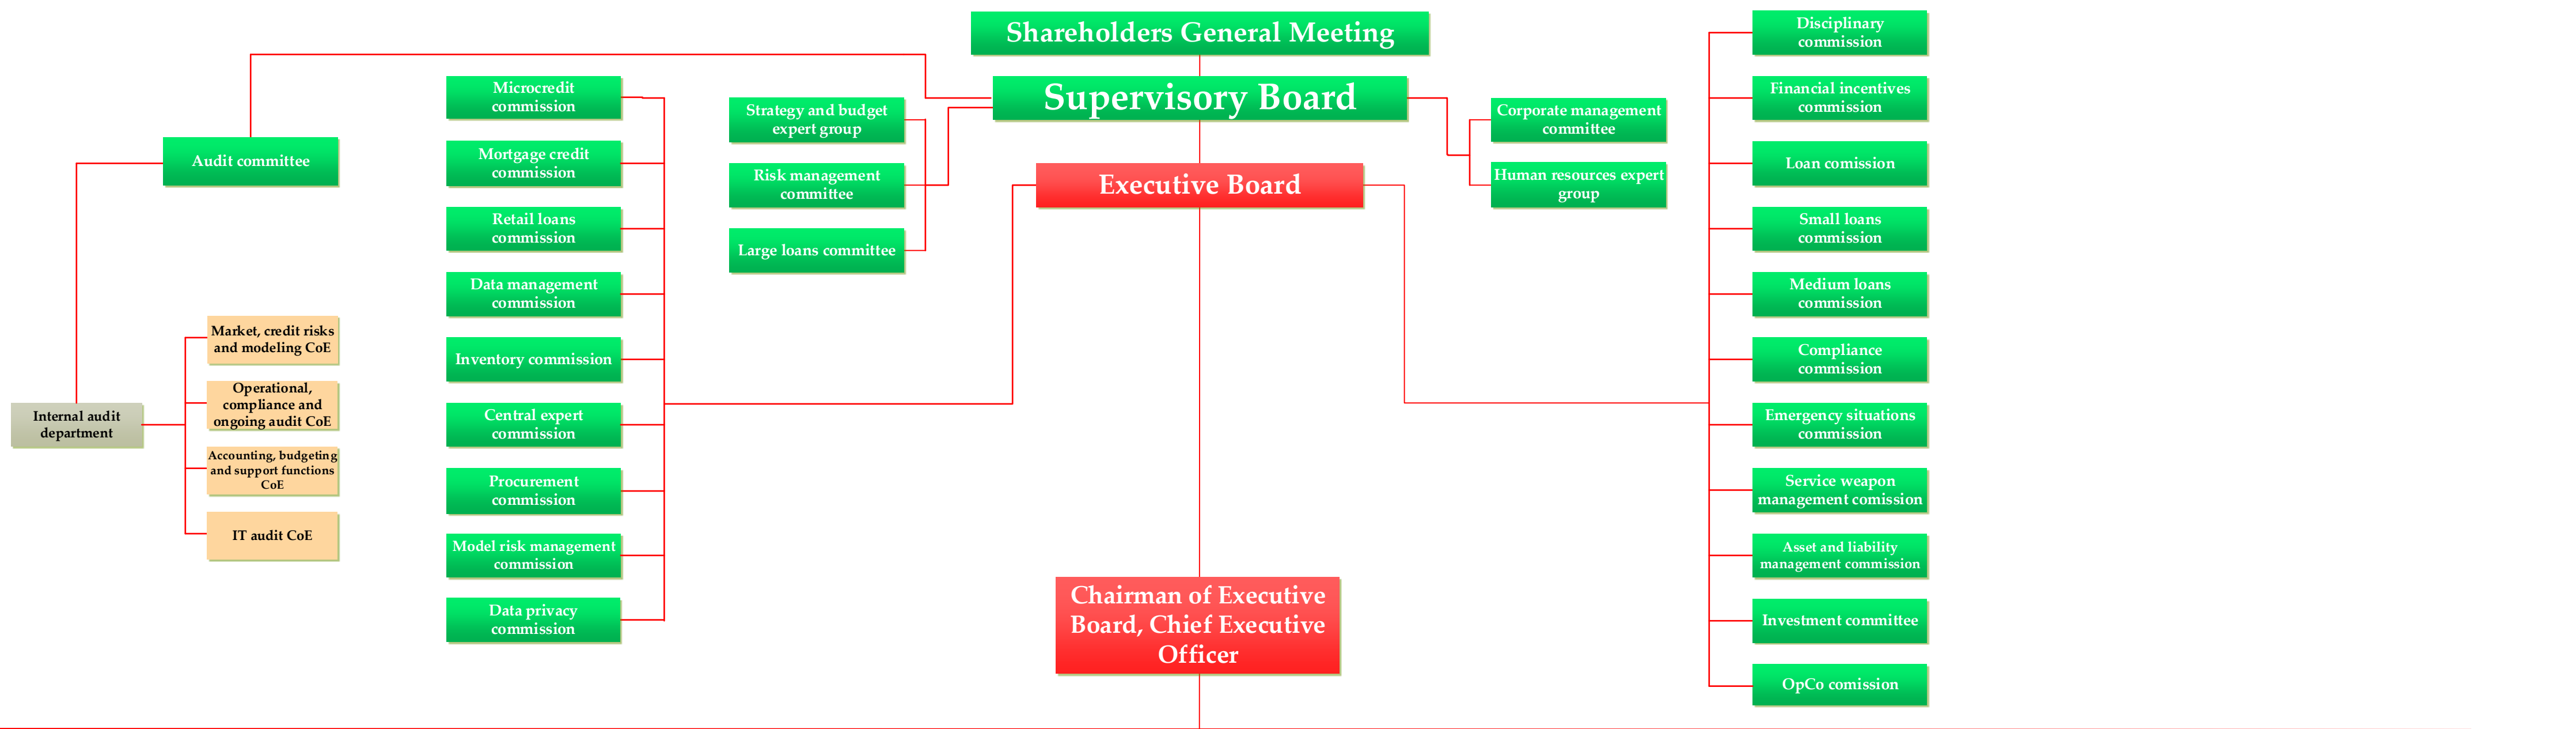 Shareholders General Meeting
Supervisory Board
Executive Board
Chairman of Executive
Board, Chief Executive
Officer
Audit committee
Internal audit
department
Market, credit risks
and modeling CoE
Operational,
compliance and
ongoing audit CoE
Accounting, budgeting
and support functions
CoE
IT audit CoE
Microcredit
commission
Mortgage credit
commission
Retail loans
commission
Data management
commission
Inventory commission
Central expert
commission
Procurement
commission
Model risk management
commission
Data privacy
commission
Strategy and budget
expert group
Risk management
committee
Large loans committee
Corporate management
committee
Human resources expert
group
Disciplinary
commission
Financial incentives
commission
Loan comission
Small loans
commission
Medium loans
commission
Compliance
commission
Emergency situations
commission
Service weapon
management comission
Asset and liability
management commission
Investment committee
OpCo comission